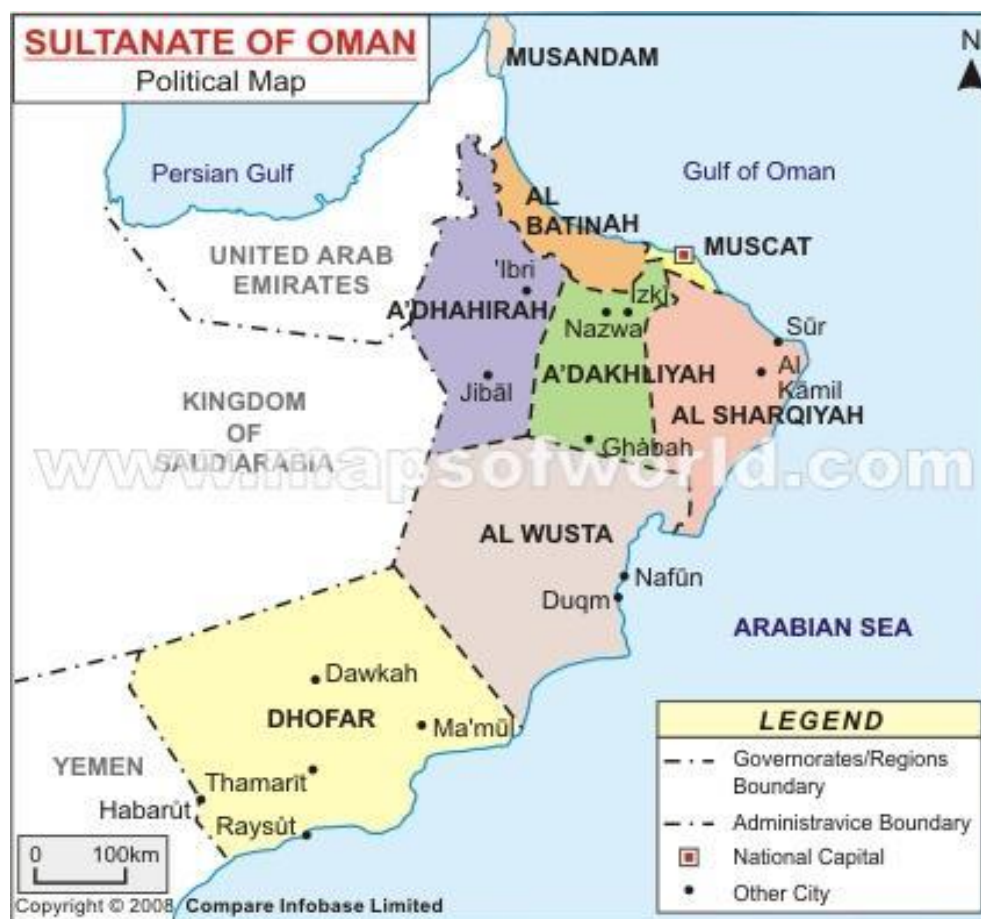 SULTANATE OF OMAN
Political Map
MUSANDAM
N
Persian Gulf
Gulf of Oman
AL
BATINAH
MUSCAT
UNITED ARAB
EMIRATES
'Ibri
Izki
A'DHAHIRAH
Nazwa
Sūr
Jibāl
A'DAKHLIYAH
Al
Kāmil
KINGDOM
OF
SAUDI ARABIA
AL SHARQIYAH
Ghabah
www.mapsofworld.com
AL WUSTA
Nafūn
Duqm
ARABIAN SEA
Dawkah
DHOFAR
Ma'mūl
YEMEN
Thamarīt
Habarūt
Raysūt
LEGEND
Governorates/Regions
Boundary
Administravice Boundary
National Capital
Other City
0 100km
Copyright © 2008 Compare Infobase Limited